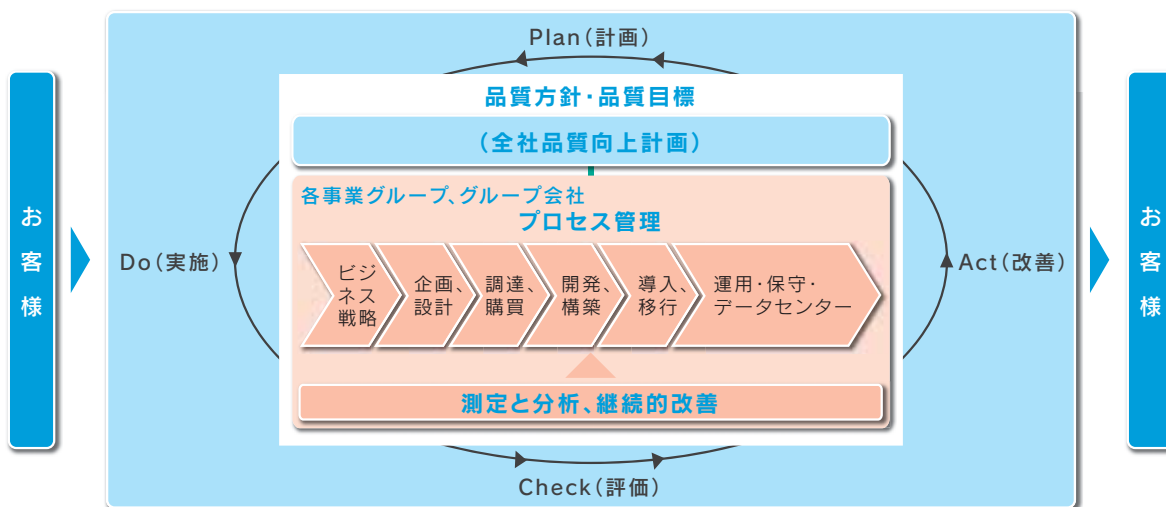 Plan(計画)
お客様
品質方針・品質目標
(全社品質向上計画)
各事業グループ、グループ会社
プロセス管理
Do(実施)
ビジ
ネス
戦略
企画、
設計
調達、
購買
開発、
構築
導入、
移行
運用・保守・
データセンター
Act(改善)
お客様
測定と分析、継続的改善
Check(評価)